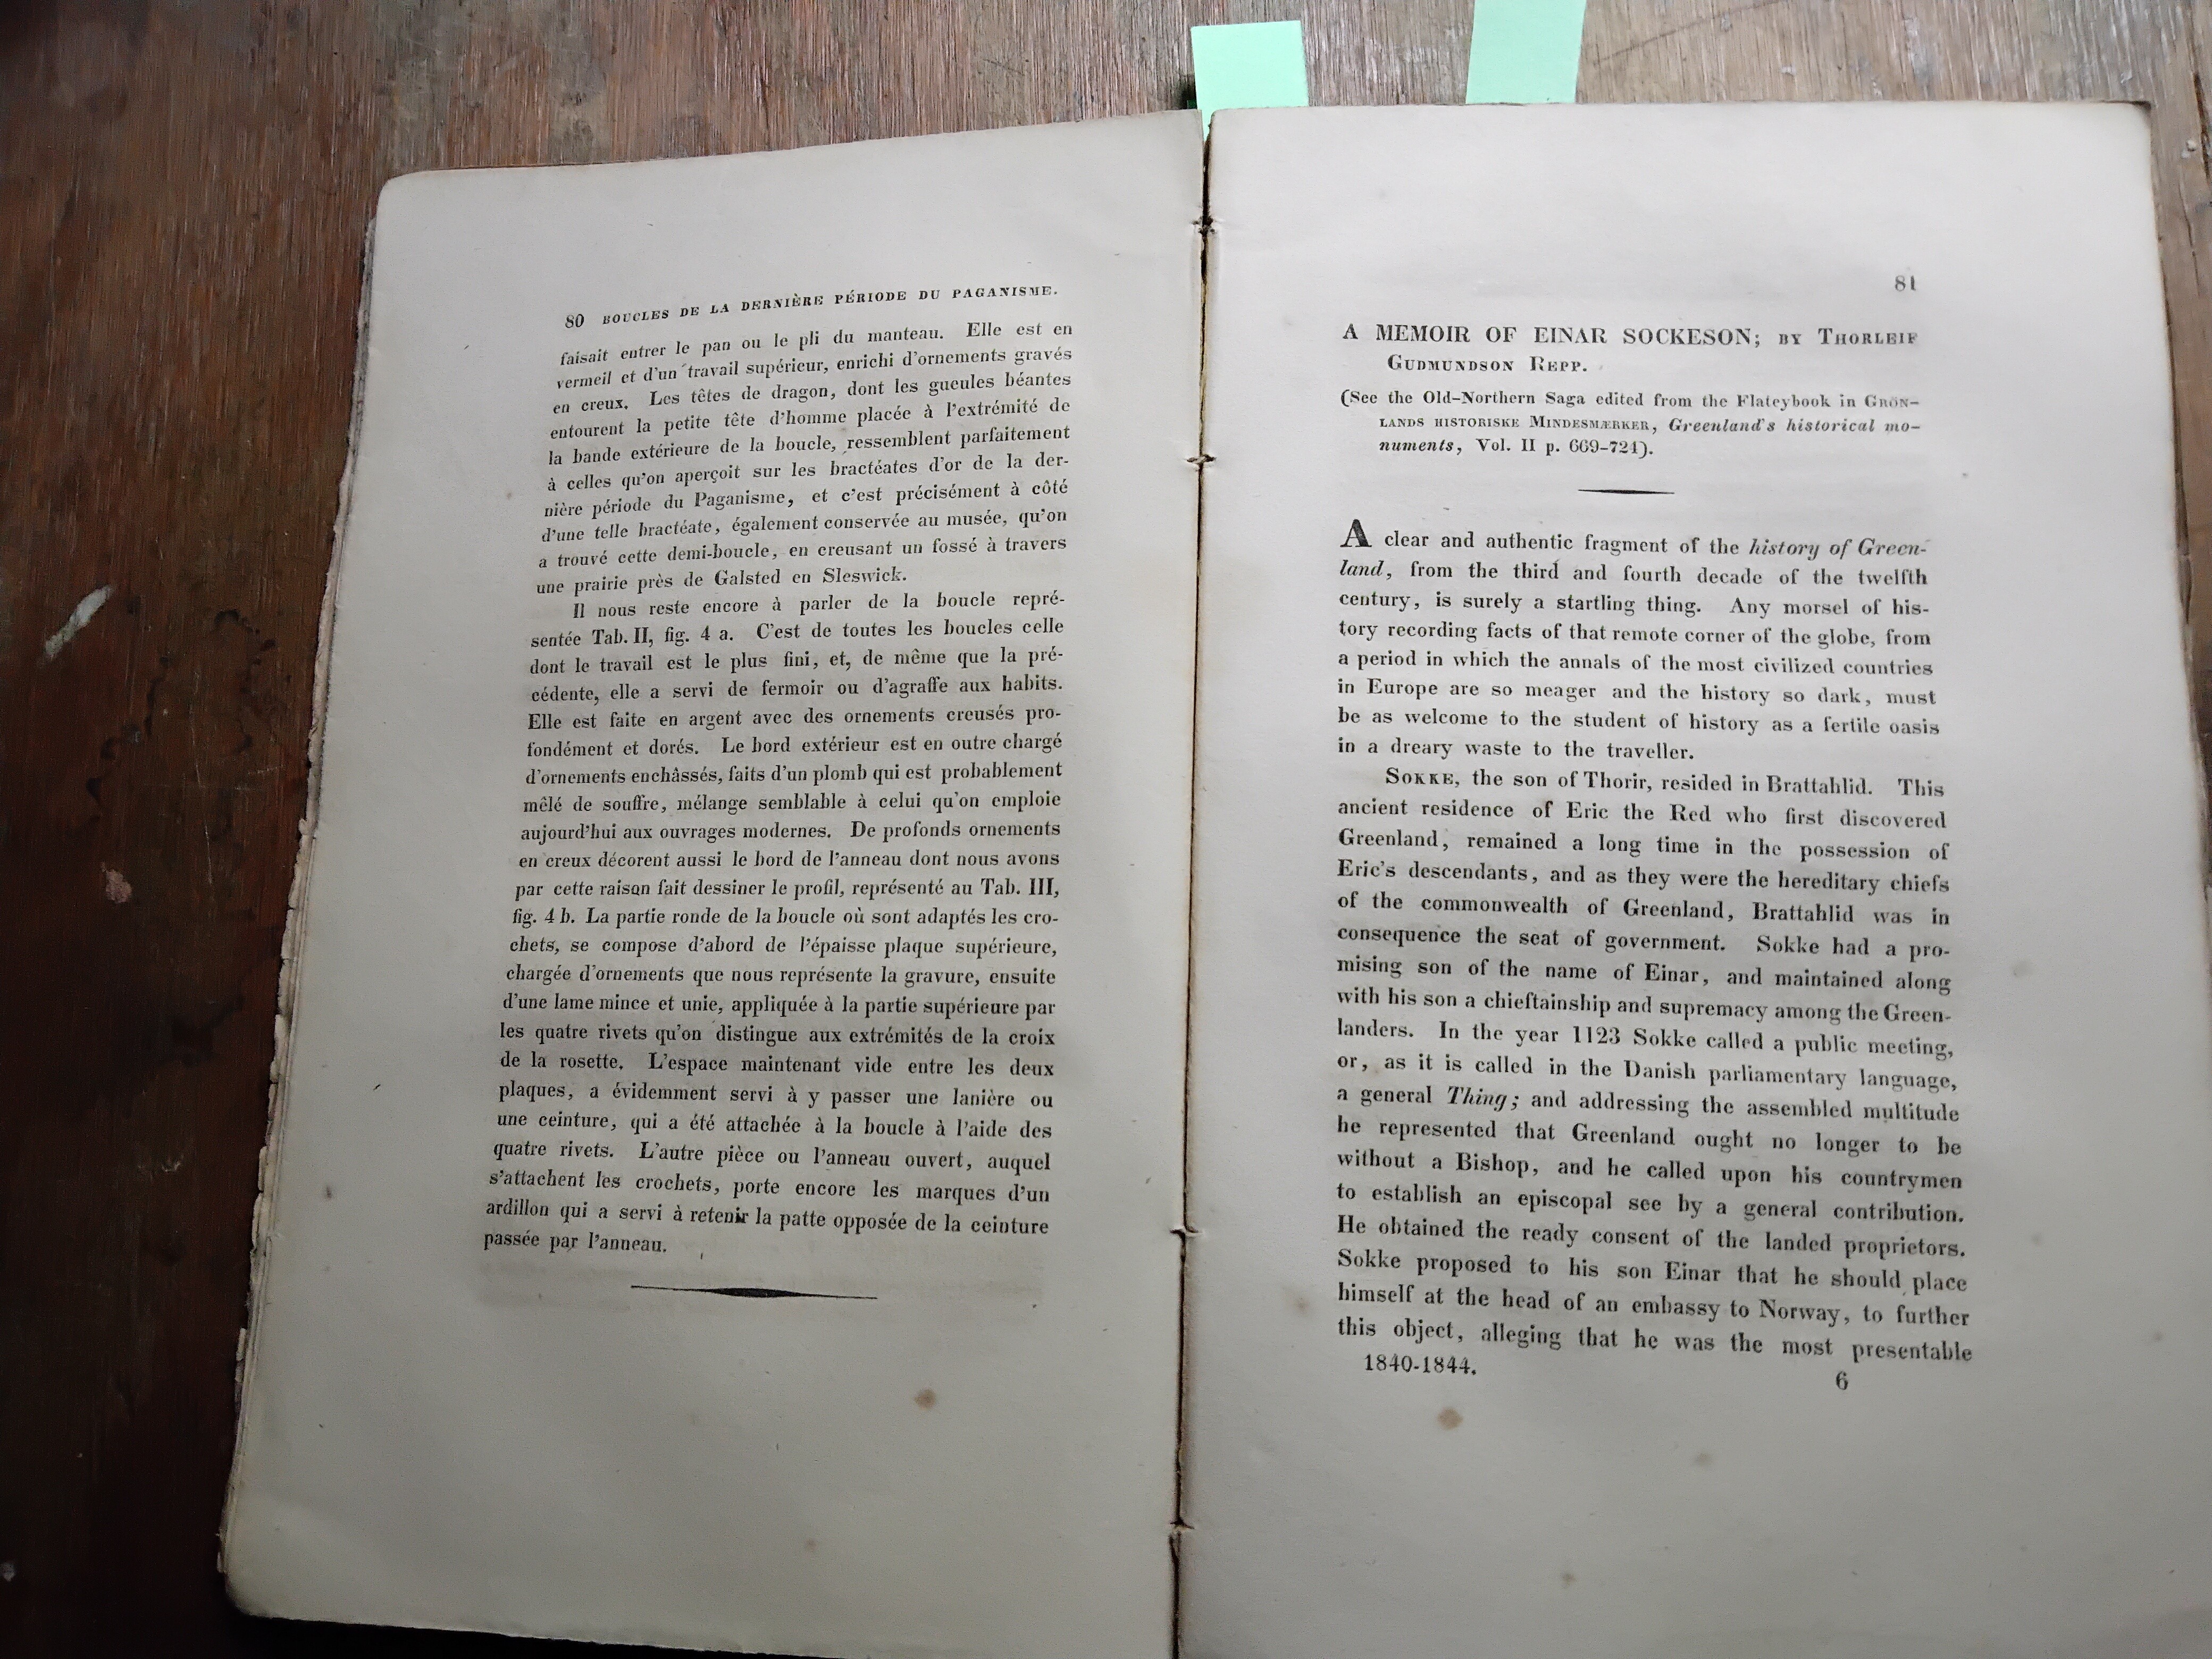 80 BOUCLES DE LA DERNIÈRE PÉRIODE DU PAGANISME.
faisait entrer le pan ou le pli du manteau. Elle est en
vermeil et d'un travail supérieur, enrichi d'ornements gravés
en creux. Les têtes de dragon, dont les gueules béantes
entourent la petite tête d'homme placée à l'extrémité de
la bande extérieure de la boucle, ressemblent parfaitement
à celles qu'on aperçoit sur les bractéates d'or de la der-
nière période du Paganisme, et c'est précisément à côté
d'une telle bractéate, également conservée au musée, qu'on
a trouvé cette demi-boucle, en creusant un fossé à travers
une prairie près de Galsted en Sleswick.
Il nous reste encore à parler de la boucle repré-
sentée Tab. II, fig. 4 a. C'est de toutes les boucles celle
dont le travail est le plus fini, et, de même que la pré-
cédente, elle a servi de fermoir ou d'agraffe aux habits.
Elle est faite en argent avec des ornements creusés pro-
fondément et dorés. Le bord extérieur est en outre chargé
d'ornements enchâssés, faits d'un plomb qui est probablement
mêlé de souffre, mélange semblable à celui qu'on emploie
aujourd'hui aux ouvrages modernes. De profonds ornements
en creux décorent aussi le bord de l'anneau dont nous avons
par cette raison fait dessiner le profil, représenté au Tab. III,
fig. 4 b. La partie ronde de la boucle où sont adaptés les cro-
chets, se compose d'abord de l'épaisse plaque supérieure,
chargée d'ornements que nous représente la gravure, ensuite
d'une lame mince et unie, appliquée à la partie supérieure par
les quatre rivets qu'on distingue aux extrémités de la croix
de la rosette. L'espace maintenant vide entre les deux
plaques, a évidemment servi à y passer une lanière ou
une ceinture, qui a été attachée à la boucle à l'aide des
quatre rivets. L'autre pièce ou l'anneau ouvert, auquel
s'attachent les crochets, porte encore les marques d'un
ardillon qui a servi à retenir la patte opposée de la ceinture
passée par l'anneau.
81
A MEMOIR OF EINAR SOCKESON; BY THORLEIF
GUDMUNDSON REPP.
(See the Old-Northern Saga edited from the Flateybook in GRÖN-
LANDS HISTORISKE MINDESMÆRKER, Greenland's historical mo-
numents, Vol. II p. 669-724).
A clear and authentic fragment of the history of Green-
land, from the third and fourth decade of the twelfth
century, is surely a startling thing. Any morsel of his-
tory recording facts of that remote corner of the globe, from
a period in which the annals of the most civilized countries
in Europe are so meager and the history so dark, must
be as welcome to the student of history as a fertile oasis
in a dreary waste to the traveller.
SOKKE, the son of Thorir, resided in Brattahlid. This
ancient residence of Eric the Red who first discovered
Greenland, remained a long time in the possession of
Eric's descendants, and as they were the hereditary chiefs
of the commonwealth of Greenland, Brattahlid was in
consequence the seat of government. Sokke had a pro-
mising son of the name of Einar, and maintained along
with his son a chieftainship and supremacy among the Green-
landers. In the year 1123 Sokke called a public meeting,
or, as it is called in the Danish parliamentary language,
a general Thing; and addressing the assembled multitude
he represented that Greenland ought no longer to be
without a Bishop, and he called upon his countrymen
to establish an episcopal see by a general contribution.
He obtained the ready consent of the landed proprietors.
Sokke proposed to his son Einar that he should place
himself at the head of an embassy to Norway, to further
this object, alleging that he was the most presentable
1840-1844. 6